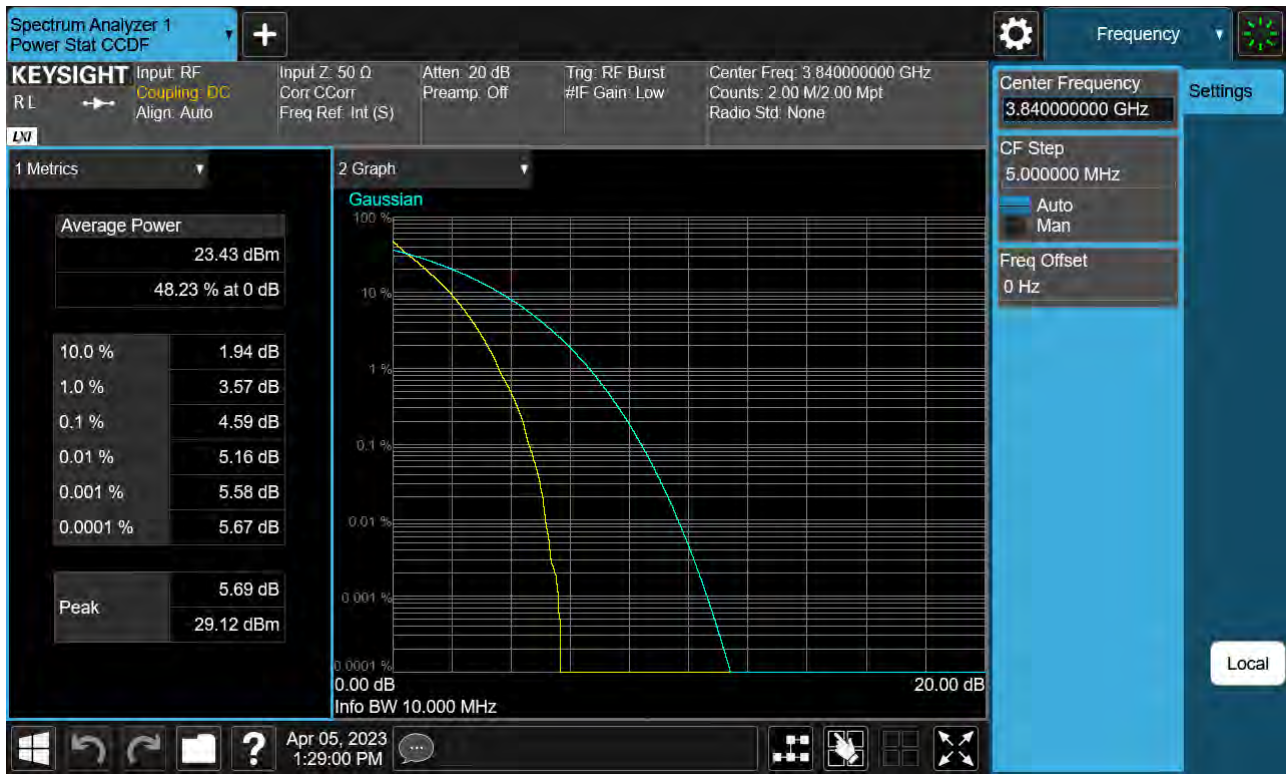 Spectrum Analyzer 1
Power Stat CCDF
+
Frequency
KEYSIGHT
RL
LXI
Input: RF
Coupling: DC
Align: Auto
Input Z: 50 Ω
Corr CCorr
Freq Ref: Int (S)
Atten: 20 dB
Preamp: Off
Trig: RF Burst
#IF Gain: Low
Center Freq: 3.840000000 GHz
Counts: 2.00 M/2.00 Mpt
Radio Std: None
Center Frequency
3.840000000 GHz
Settings
CF Step
5.000000 MHz
Auto
Man
Freq Offset
0 Hz
1 Metrics
Average Power
23.43 dBm
48.23 % at 0 dB
10.0 % 1.94 dB
1.0 % 3.57 dB
0.1 % 4.59 dB
0.01 % 5.16 dB
0.001 % 5.58 dB
0.0001 % 5.67 dB
Peak 5.69 dB
29.12 dBm
2 Graph
Gaussian
100 %
10 %
1 %
0.1 %
0.01 %
0.001 %
0.0001 %
0.00 dB 20.00 dB
Info BW 10.000 MHz
Local
?
Apr 05, 2023
1:29:00 PM